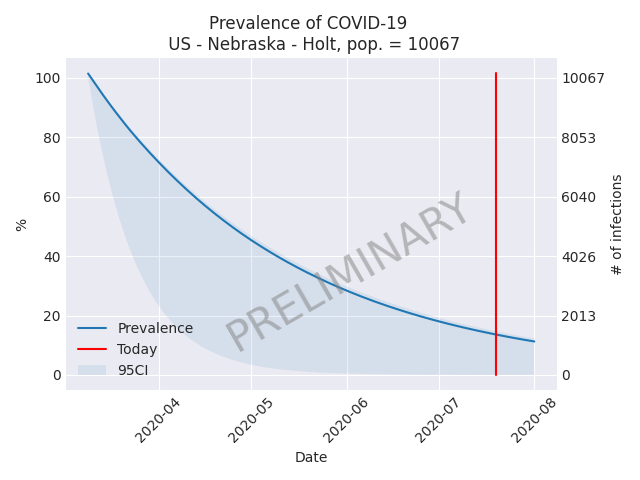 Prevalence of COVID-19
US - Nebraska - Holt, pop. = 10067
100
80
60
40
20
0
%
10067
8053
6040
4026
2013
0
# of infections
PRELIMINARY
Prevalence
Today
95CI
2020-04
2020-05
2020-06
2020-07
2020-08
Date